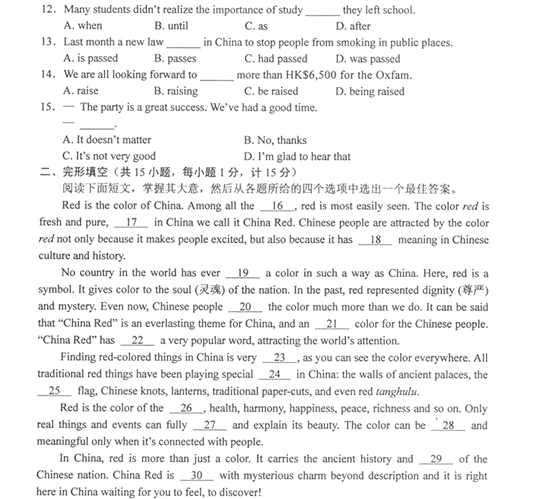 12. Many students didn't realize the importance of study ______ they left school.
A. when B. until C. as D. after
13. Last month a new law ______ in China to stop people from smoking in public places.
A. is passed B. passes C. had passed D. was passed
14. We are all looking forward to ______ more than HK$6,500 for the Oxfam.
A. raise B. raising C. be raised D. being raised
15. — The party is a great success. We've had a good time.
— ______.
A. It doesn't matter B. No, thanks
C. It's not very good D. I'm glad to hear that
二、完形填空（共 15 小题，每小题 1 分，计 15 分）
阅读下面短文，掌握其大意，然后从各题所给的四个选项中选出一个最佳答案。
Red is the color of China. Among all the __16__, red is most easily seen. The color red is
fresh and pure, __17__ in China we call it China Red. Chinese people are attracted by the color
red not only because it makes people excited, but also because it has __18__ meaning in Chinese
culture and history.
No country in the world has ever __19__ a color in such a way as China. Here, red is a
symbol. It gives color to the soul (灵魂) of the nation. In the past, red represented dignity (尊严)
and mystery. Even now, Chinese people __20__ the color much more than we do. It can be said
that "China Red" is an everlasting theme for China, and an __21__ color for the Chinese people.
"China Red" has __22__ a very popular word, attracting the world's attention.
Finding red-colored things in China is very __23__, as you can see the color everywhere. All
traditional red things have been playing special __24__ in China: the walls of ancient palaces, the
__25__ flag, Chinese knots, lanterns, traditional paper-cuts, and even red tanghulu.
Red is the color of the __26__, health, harmony, happiness, peace, richness and so on. Only
real things and events can fully __27__ and explain its beauty. The color can be __28__ and
meaningful only when it's connected with people.
In China, red is more than just a color. It carries the ancient history and __29__ of the
Chinese nation. China Red is __30__ with mysterious charm beyond description and it is right
here in China waiting for you to feel, to discover!